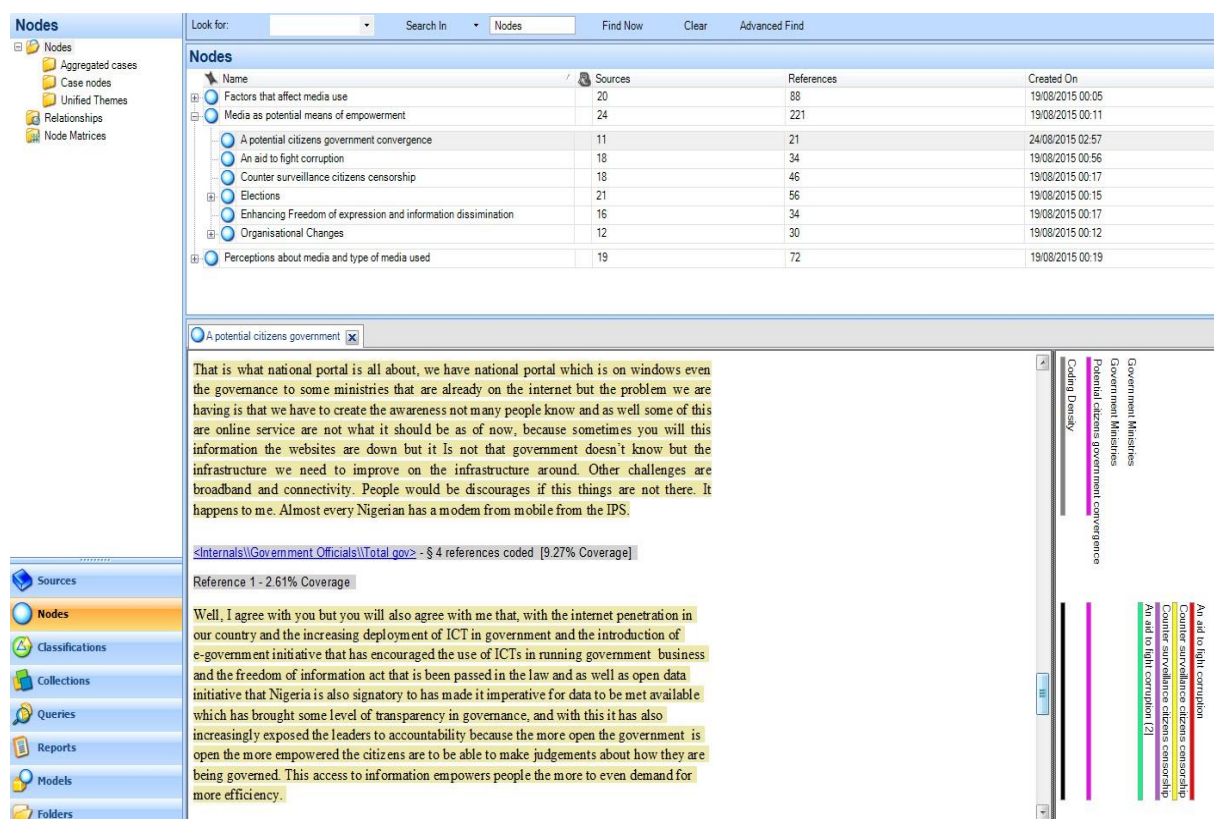 Nodes
Nodes
Aggregated cases
Case nodes
Unified Themes
Relationships
Node Matrices
Sources
Nodes
Classifications
Collections
Queries
Reports
Models
Folders
Look for: Search In Nodes Find Now Clear Advanced Find
Nodes
Name / Sources References Created On
Factors that affect media use 20 88 19/08/2015 00:05
Media as potential means of empowerment 24 221 19/08/2015 00:11
A potential citizens government convergence 11 21 24/08/2015 02:57
An aid to fight corruption 18 34 19/08/2015 00:56
Counter surveillance citizens censorship 18 46 19/08/2015 00:17
Elections 21 56 19/08/2015 00:15
Enhancing Freedom of expression and information dissimination 16 34 19/08/2015 00:17
Organisational Changes 12 30 19/08/2015 00:12
Perceptions about media and type of media used 19 72 19/08/2015 00:19
A potential citizens government
That is what national portal is all about, we have national portal which is on windows even
the governance to some ministries that are already on the internet but the problem we are
having is that we have to create the awareness not many people know and as well some of this
are online service are not what it should be as of now, because sometimes you will this
information the websites are down but it Is not that government doesn't know but the
infrastructure we need to improve on the infrastructure around. Other challenges are
broadband and connectivity. People would be discourages if this things are not there. It
happens to me. Almost every Nigerian has a modem from mobile from the IPS.
<Internals\\Government Officials\\Total gov> - § 4 references coded [9.27% Coverage]
Reference 1 - 2.61% Coverage
Well, I agree with you but you will also agree with me that, with the internet penetration in
our country and the increasing deployment of ICT in government and the introduction of
e-government initiative that has encouraged the use of ICTs in running government business
and the freedom of information act that is been passed in the law and as well as open data
initiative that Nigeria is also signatory to has made it imperative for data to be met available
which has brought some level of transparency in governance, and with this it has also
increasingly exposed the leaders to accountability because the more open the government is
open the more empowered the citizens are to be able to make judgements about how they are
being governed. This access to information empowers people the more to even demand for
more efficiency.
Government Ministries
Government Ministries
Potential citizens government convergence
Coding Density
An aid to fight corruption
Counter surveillance citizens censorship
Counter surveillance citizens censorship
An aid to fight corruption (2)